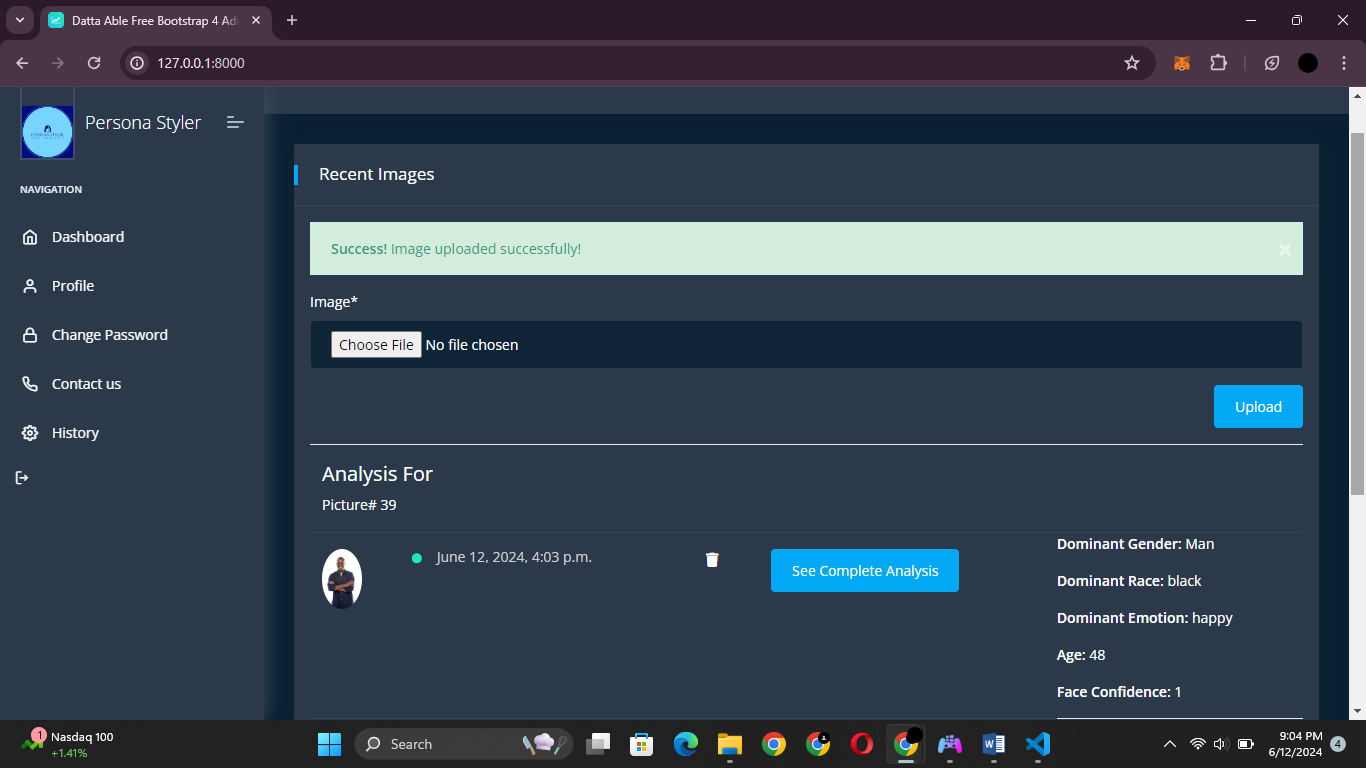 Datta Able Free Bootstrap 4 Ad
127.0.0.1:8000
Persona Styler
NAVIGATION
Dashboard
Profile
Change Password
Contact us
History
Recent Images
Success! Image uploaded successfully!
Image*
Choose File No file chosen
Upload
Analysis For
Picture# 39
June 12, 2024, 4:03 p.m.
See Complete Analysis
Dominant Gender: Man
Dominant Race: black
Dominant Emotion: happy
Age: 48
Face Confidence: 1
1
Nasdaq 100
+1.41%
Search
9:04 PM
6/12/2024
4